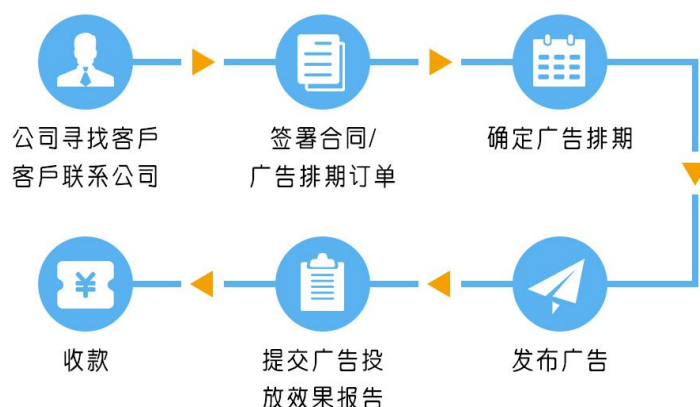 公司寻找客戶
客戶联系公司
签署合同/
广告排期订单
确定广告排期
¥
收款
提交广告投
放效果报告
发布广告